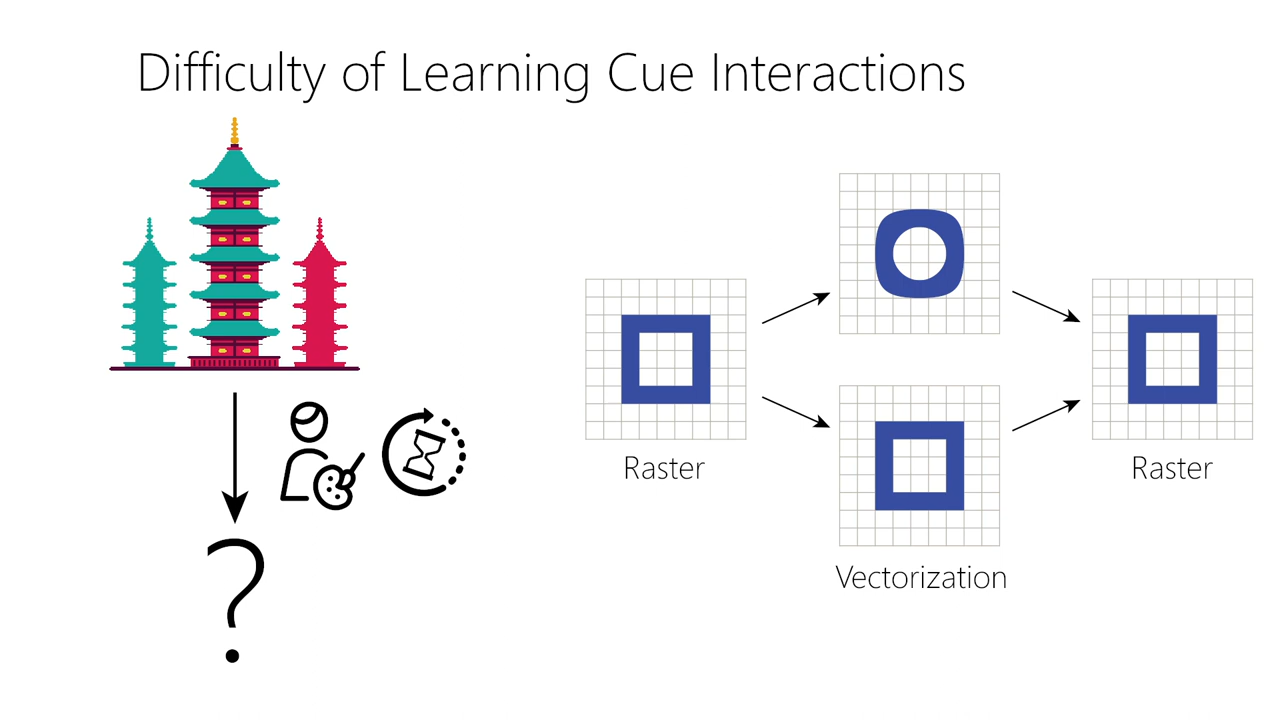 Difficulty of Learning Cue Interactions
?
Raster
Vectorization
Raster